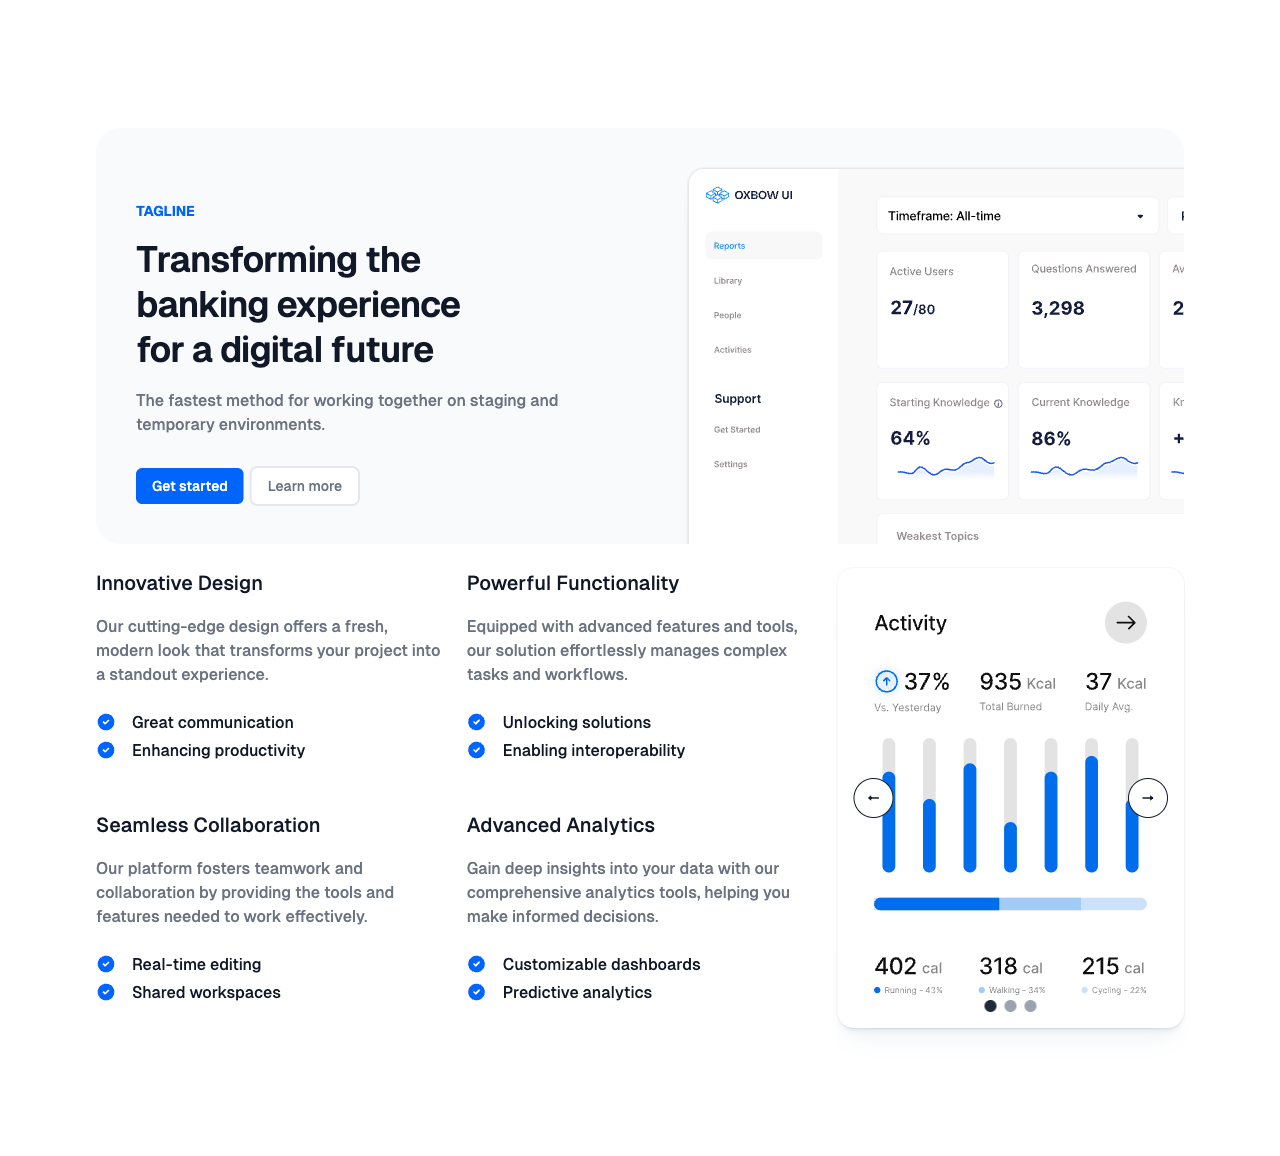 TAGLINE
Transforming the
banking experience
for a digital future
The fastest method for working together on staging and
temporary environments.
Get started
Learn more
OXBOW UI
Reports
Library
People
Activities
Support
Get Started
Settings
Timeframe: All-time
Active Users
27/80
Questions Answered
3,298
Av
2
Starting Knowledge
64%
Current Knowledge
86%
Kn
+
Weakest Topics
Innovative Design
Our cutting-edge design offers a fresh,
modern look that transforms your project into
a standout experience.
Great communication
Enhancing productivity
Powerful Functionality
Equipped with advanced features and tools,
our solution effortlessly manages complex
tasks and workflows.
Unlocking solutions
Enabling interoperability
Seamless Collaboration
Our platform fosters teamwork and
collaboration by providing the tools and
features needed to work effectively.
Real-time editing
Shared workspaces
Advanced Analytics
Gain deep insights into your data with our
comprehensive analytics tools, helping you
make informed decisions.
Customizable dashboards
Predictive analytics
Activity
37%
Vs. Yesterday
935 Kcal
Total Burned
37 Kcal
Daily Avg.
402 cal
Running - 43%
318 cal
Walking - 34%
215 cal
Cycling - 22%